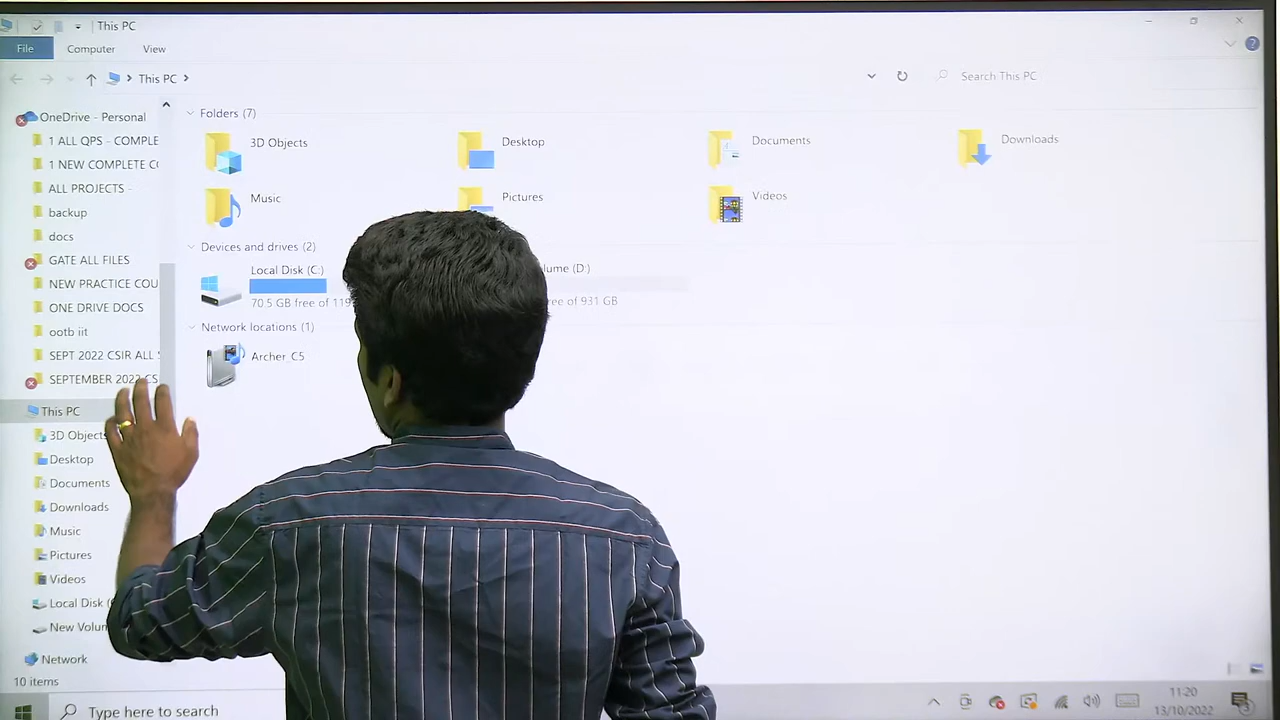 This PC
File Computer View
This PC
Search This PC
OneDrive - Personal
1 ALL QPS - COMPLE
1 NEW COMPLETE CO
ALL PROJECTS -
backup
docs
GATE ALL FILES
NEW PRACTICE COU
ONE DRIVE DOCS
ootb iit
SEPT 2022 CSIR ALL
SEPTEMBER 2022 CS
This PC
3D Objects
Desktop
Documents
Downloads
Music
Pictures
Videos
Local Disk (
New Volum
Network
10 items
Folders (7)
3D Objects
Desktop
Documents
Downloads
Music
Pictures
Videos
Devices and drives (2)
Local Disk (C:)
70.5 GB free of 119
lume (D:)
ee of 931 GB
Network locations (1)
Archer_C5
Type here to search
11:20
13/10/2022
3